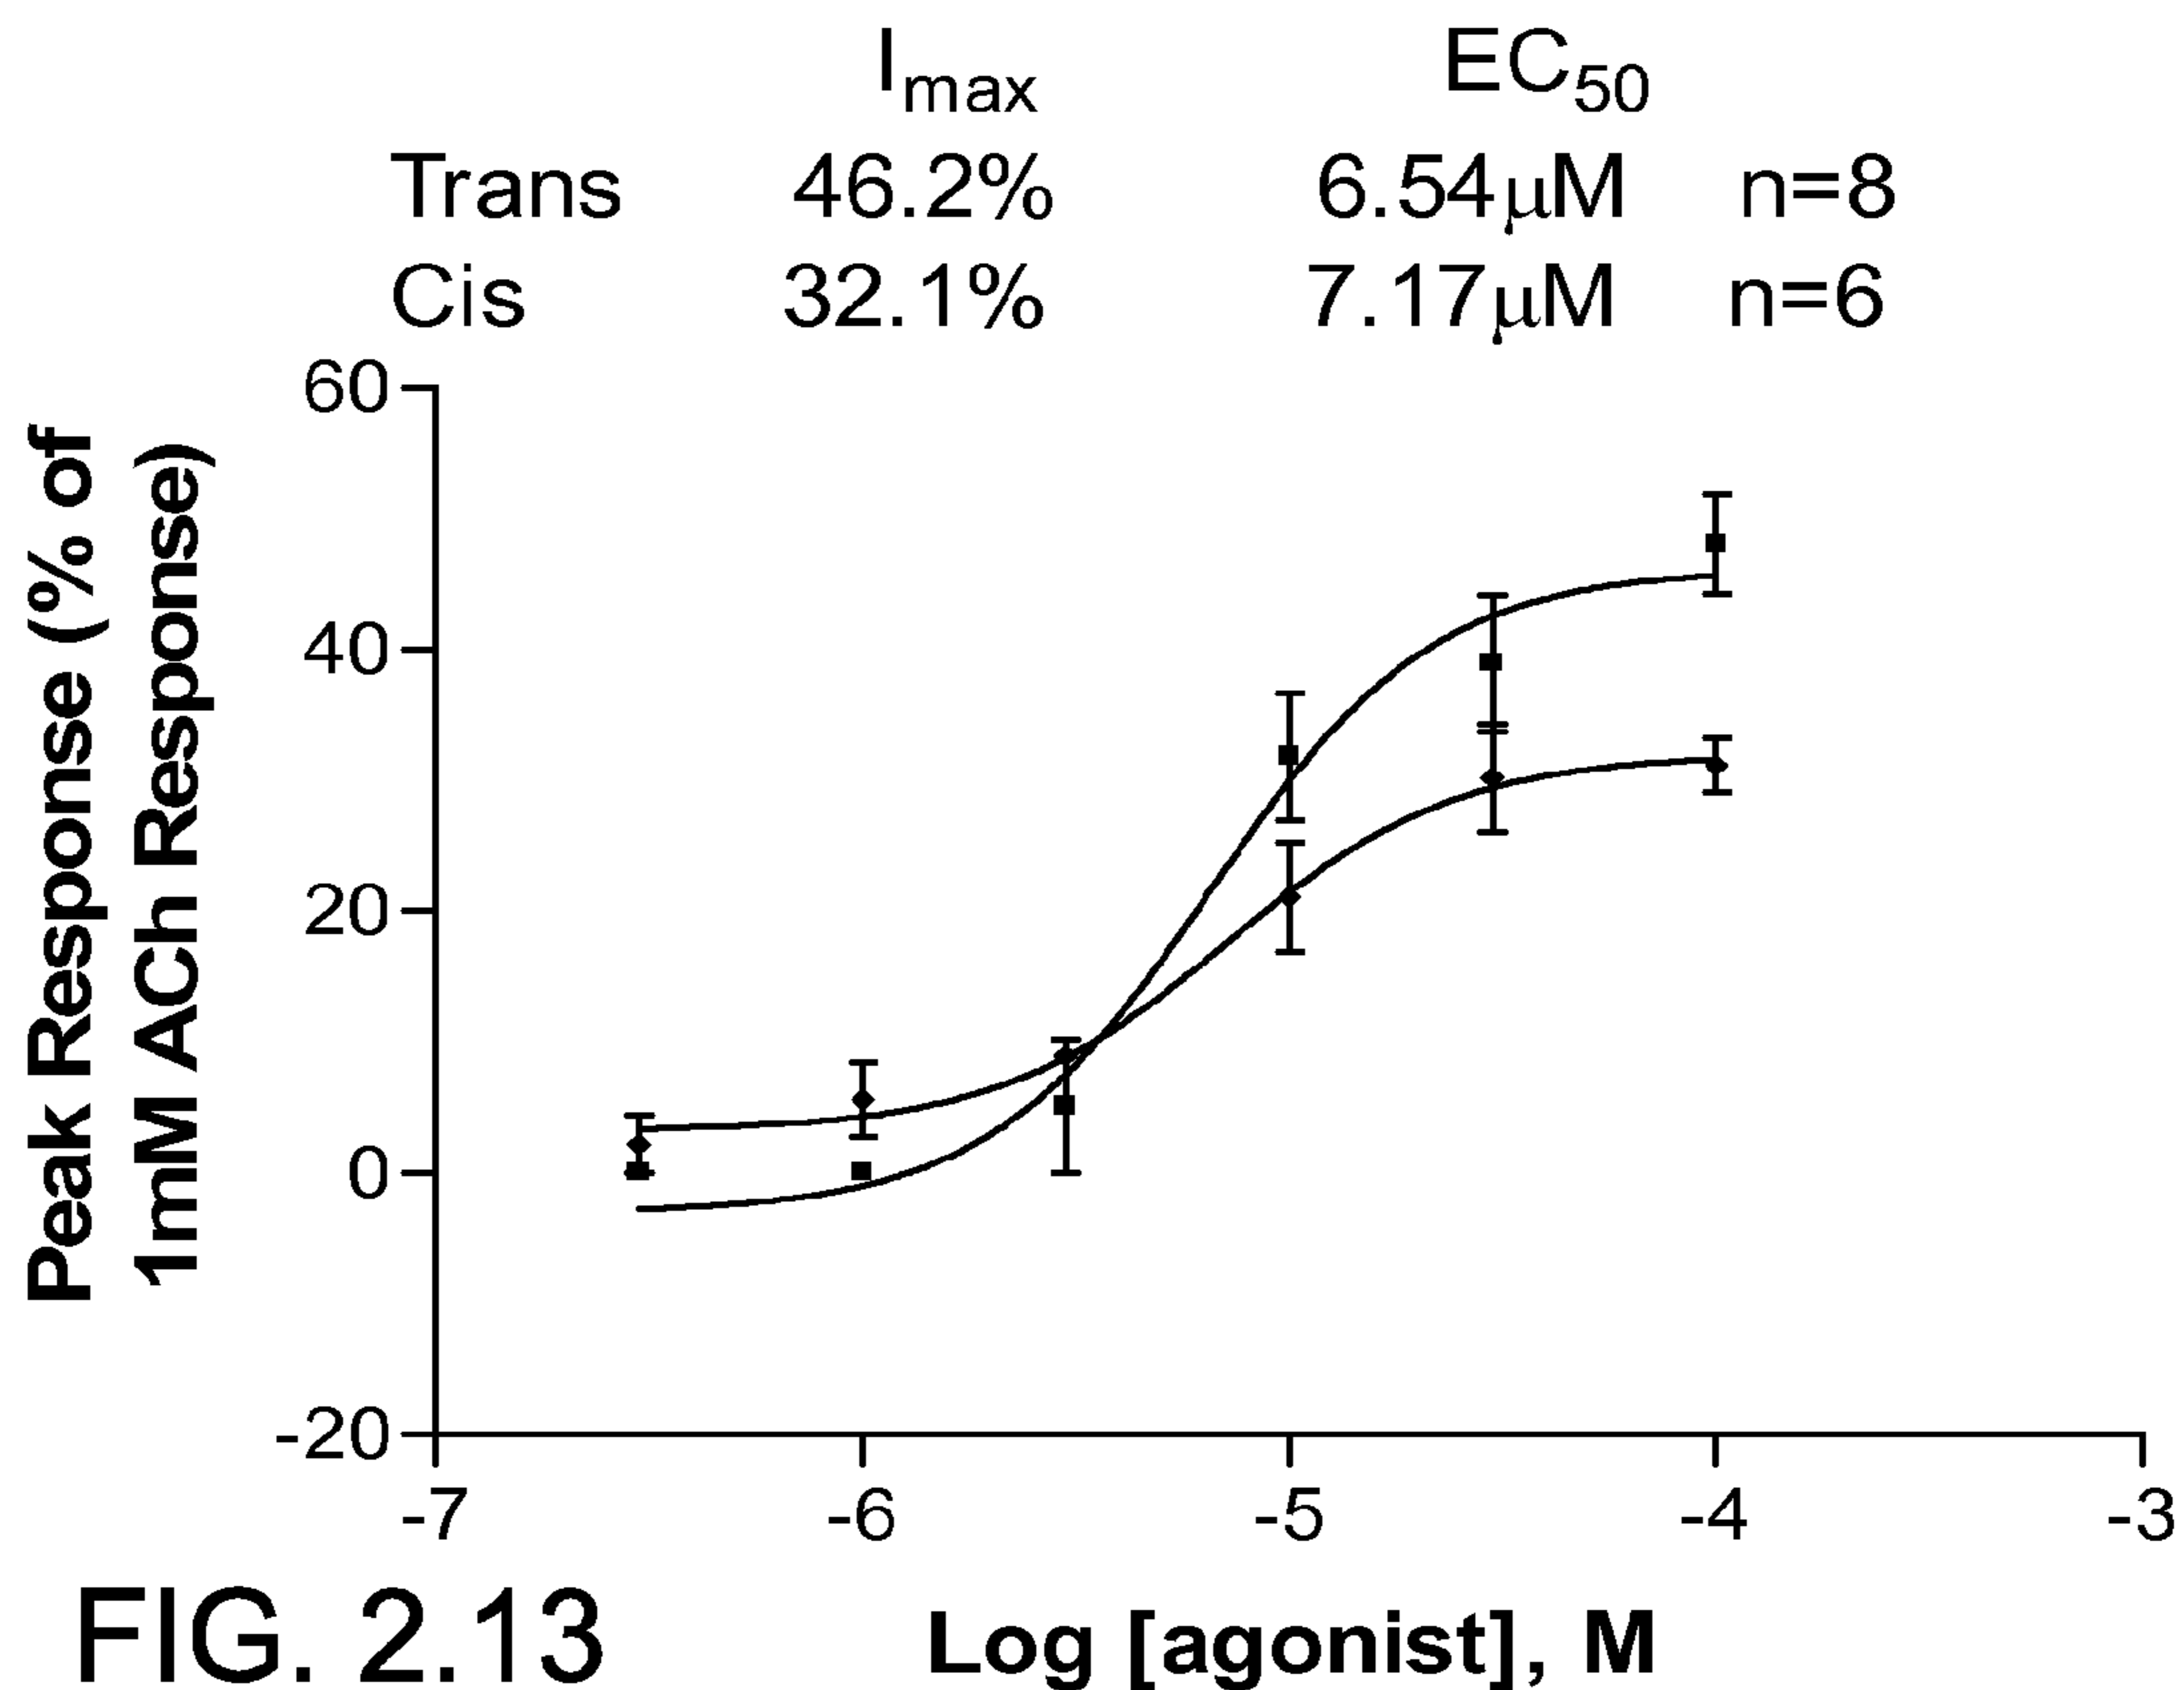 Imax EC50
Trans 46.2% 6.54μM n=8
Cis 32.1% 7.17μM n=6
Peak Response (% of
1mM ACh Response)
60
40
20
0
-20
-7 -6 -5 -4 -3
Log [agonist], M
FIG. 2.13